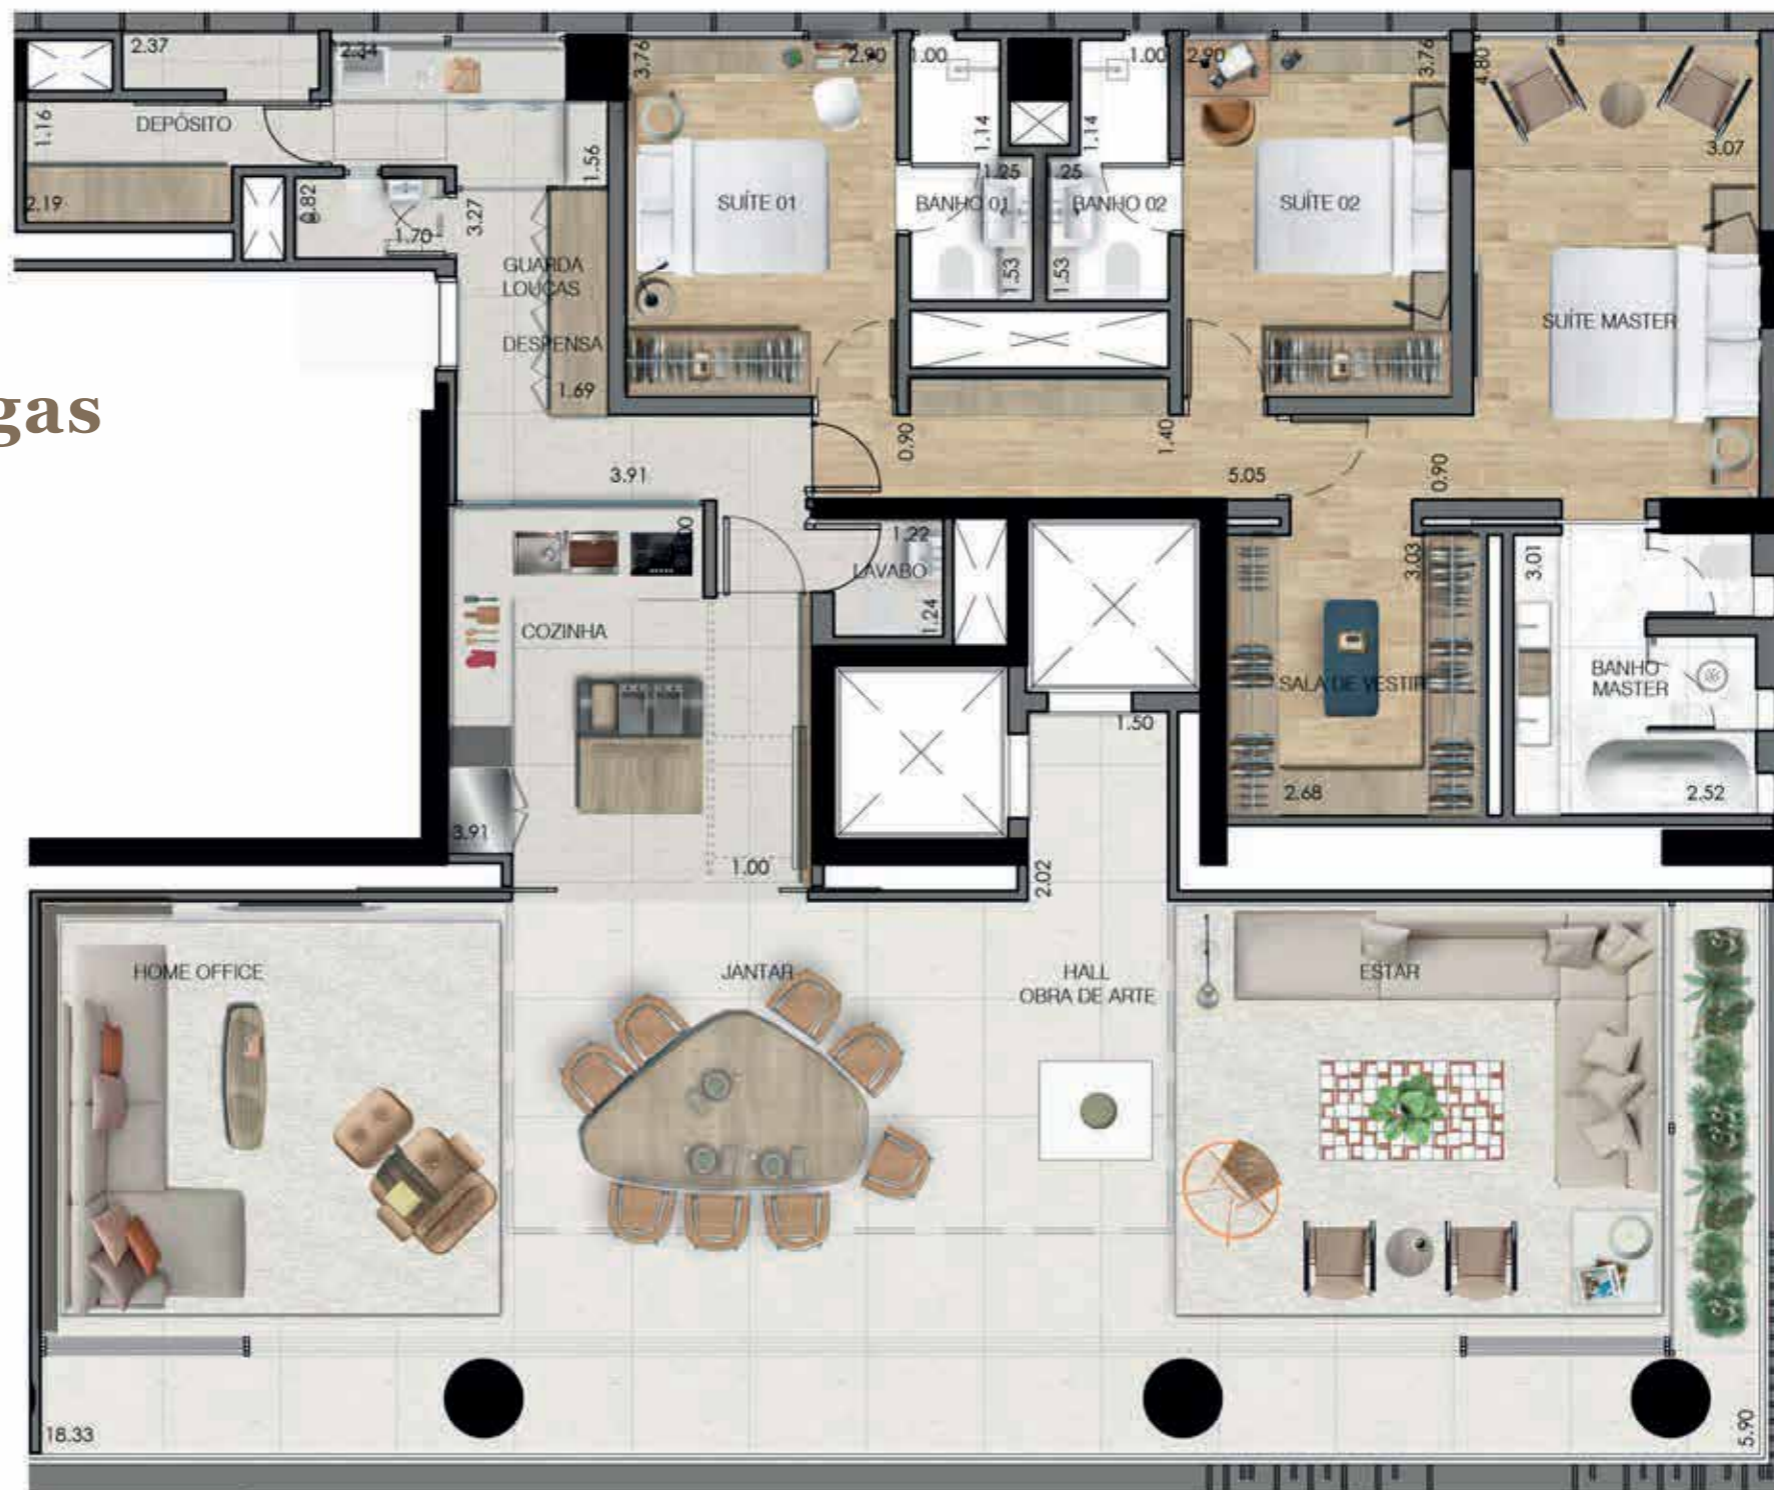 2.37
2.34
3.76
2.90
1.00
1.00
2.90
3.76
4.80
1.16
DEPÓSITO
1.56
1.14
1.14
3.07
2.19
0.82
1.70
3.27
SUÍTE 01
1.25
BANHO 01
.25
BANHO 02
SUÍTE 02
GUARDA
LOUÇAS
1.53
1.53
DESPENSA
SUÍTE MASTER
1.69
gas
0.90
1.40
3.91
5.05
0.90
.00
1.22
LAVABO
1.24
3.03
3.01
COZINHA
SALA DE VESTIR
BANHO
MASTER
1.50
2.68
2.52
3.91
1.00
2.02
HOME OFFICE
JANTAR
HALL
OBRA DE ARTE
ESTAR
18.33
5.90